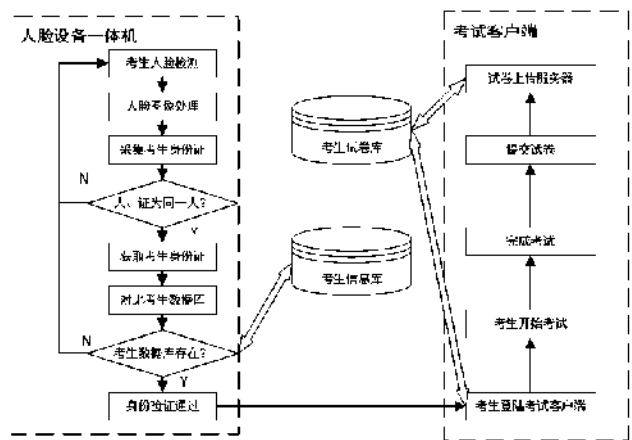 人脸设备一体机
考生人脸检测
人脸图像处理
采集考生身份证
N
人、证为同一人?
Y
获取考生身份证
对比考生数据库
N
考生数据库存在?
Y
身份验证通过
考生试卷库
考生信息库
考试客户端
试卷上传服务器
提交试卷
完成考试
考生开始考试
考生登陆考试客户端